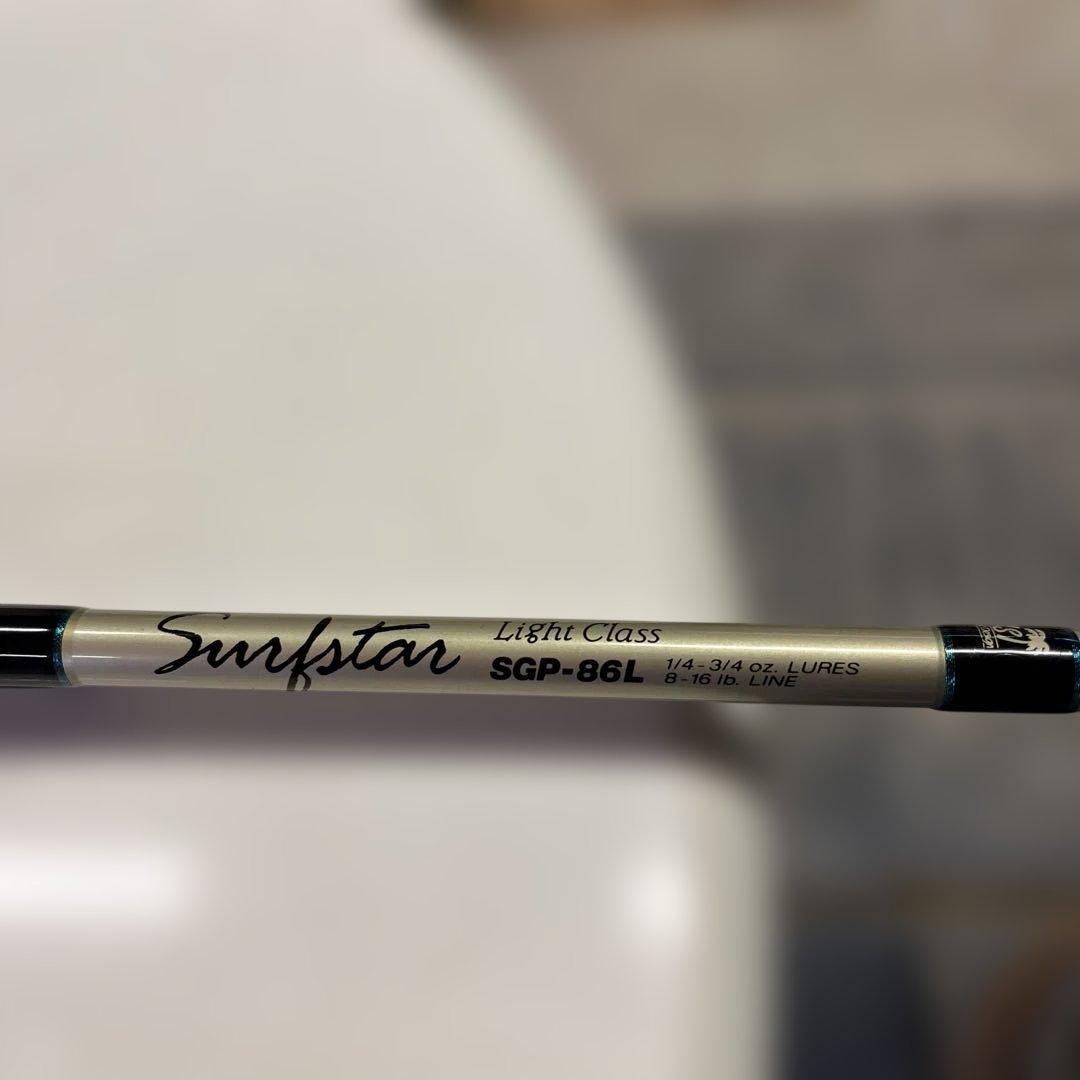 Surfstar
Light Class
SGP-86L
1/4-3/4 oz. LURES
8-16 lb. LINE